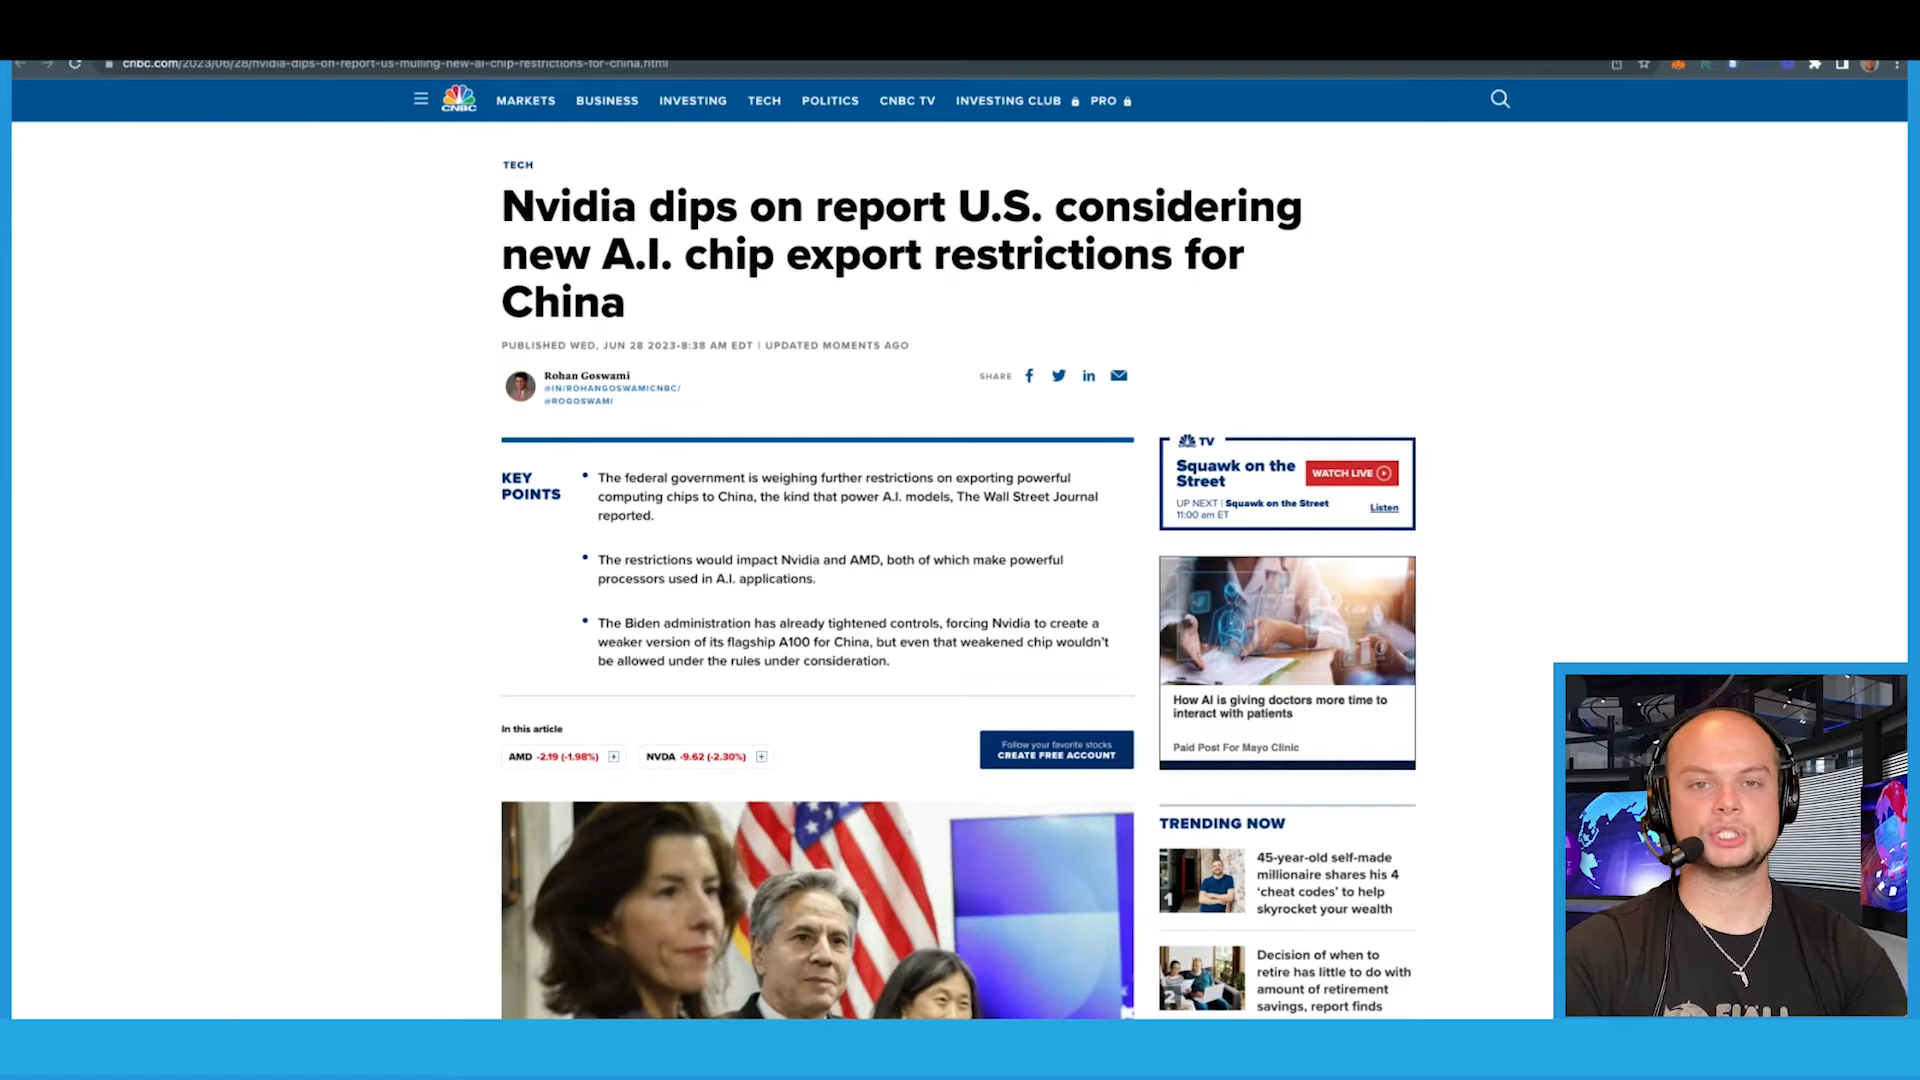 cnbc.com/2023/06/28/nvidia-dips-on-report-us-mulling-new-ai-chip-restrictions-for-china.html
CNBC
MARKETS BUSINESS INVESTING TECH POLITICS CNBC TV INVESTING CLUB PRO
TECH
Nvidia dips on report U.S. considering
new A.I. chip export restrictions for
China
PUBLISHED WED, JUN 28 2023•8:38 AM EDT | UPDATED MOMENTS AGO
Rohan Goswami
@IN/ROHANGOSWAMICNBC/
@ROGOSWAMI
SHARE
KEY
POINTS
• The federal government is weighing further restrictions on exporting powerful
computing chips to China, the kind that power A.I. models, The Wall Street Journal
reported.
• The restrictions would impact Nvidia and AMD, both of which make powerful
processors used in A.I. applications.
• The Biden administration has already tightened controls, forcing Nvidia to create a
weaker version of its flagship A100 for China, but even that weakened chip wouldn't
be allowed under the rules under consideration.
In this article
AMD -2.19 (-1.98%)
NVDA -9.62 (-2.30%)
Follow your favorite stocks
CREATE FREE ACCOUNT
TV
Squawk on the
Street
WATCH LIVE
UP NEXT | Squawk on the Street
11:00 am ET
Listen
How AI is giving doctors more time to
interact with patients
Paid Post For Mayo Clinic
TRENDING NOW
1
45-year-old self-made
millionaire shares his 4
'cheat codes' to help
skyrocket your wealth
2
Decision of when to
retire has little to do with
amount of retirement
savings, report finds